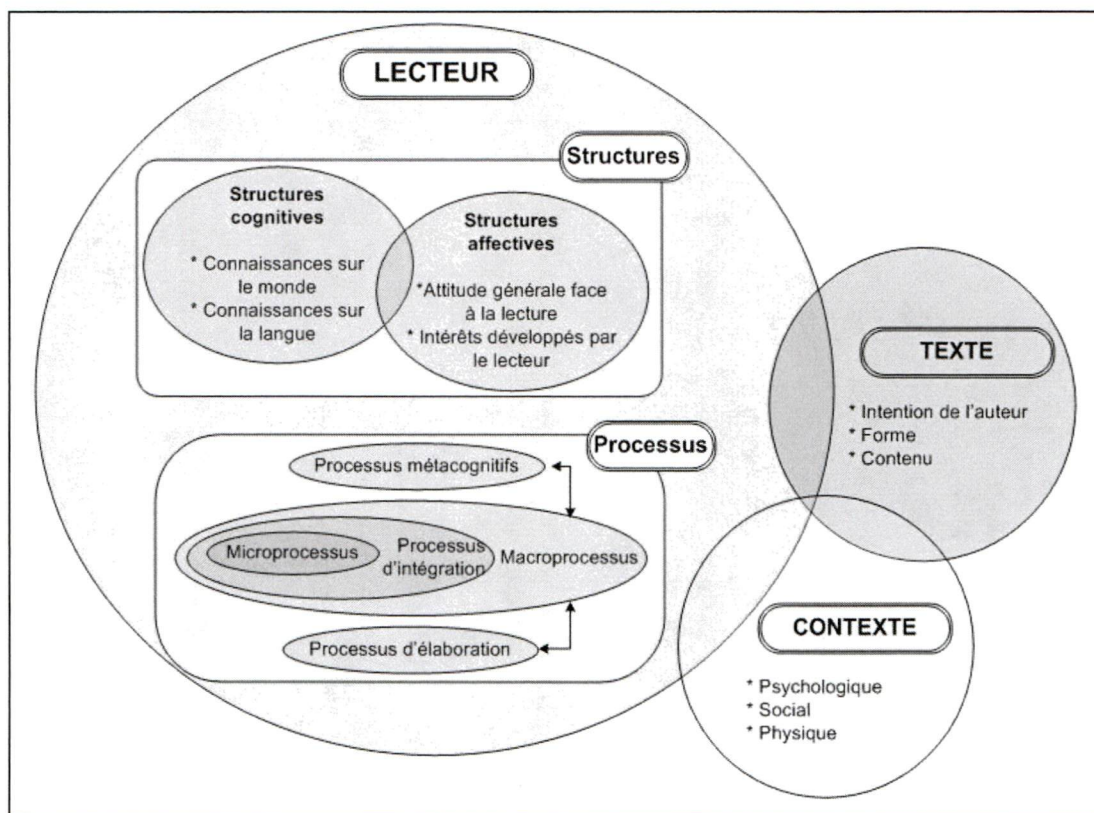 LECTEUR
Structures
Structures
cognitives
* Connaissances sur
le monde
* Connaissances sur
la langue
Structures
affectives
*Attitude générale face
à la lecture
* Intérêts développés par
le lecteur
TEXTE
* Intention de l'auteur
* Forme
* Contenu
Processus
Processus métacognitifs
Microprocessus
Processus
d'intégration
Macroprocessus
Processus d'élaboration
CONTEXTE
* Psychologique
* Social
* Physique